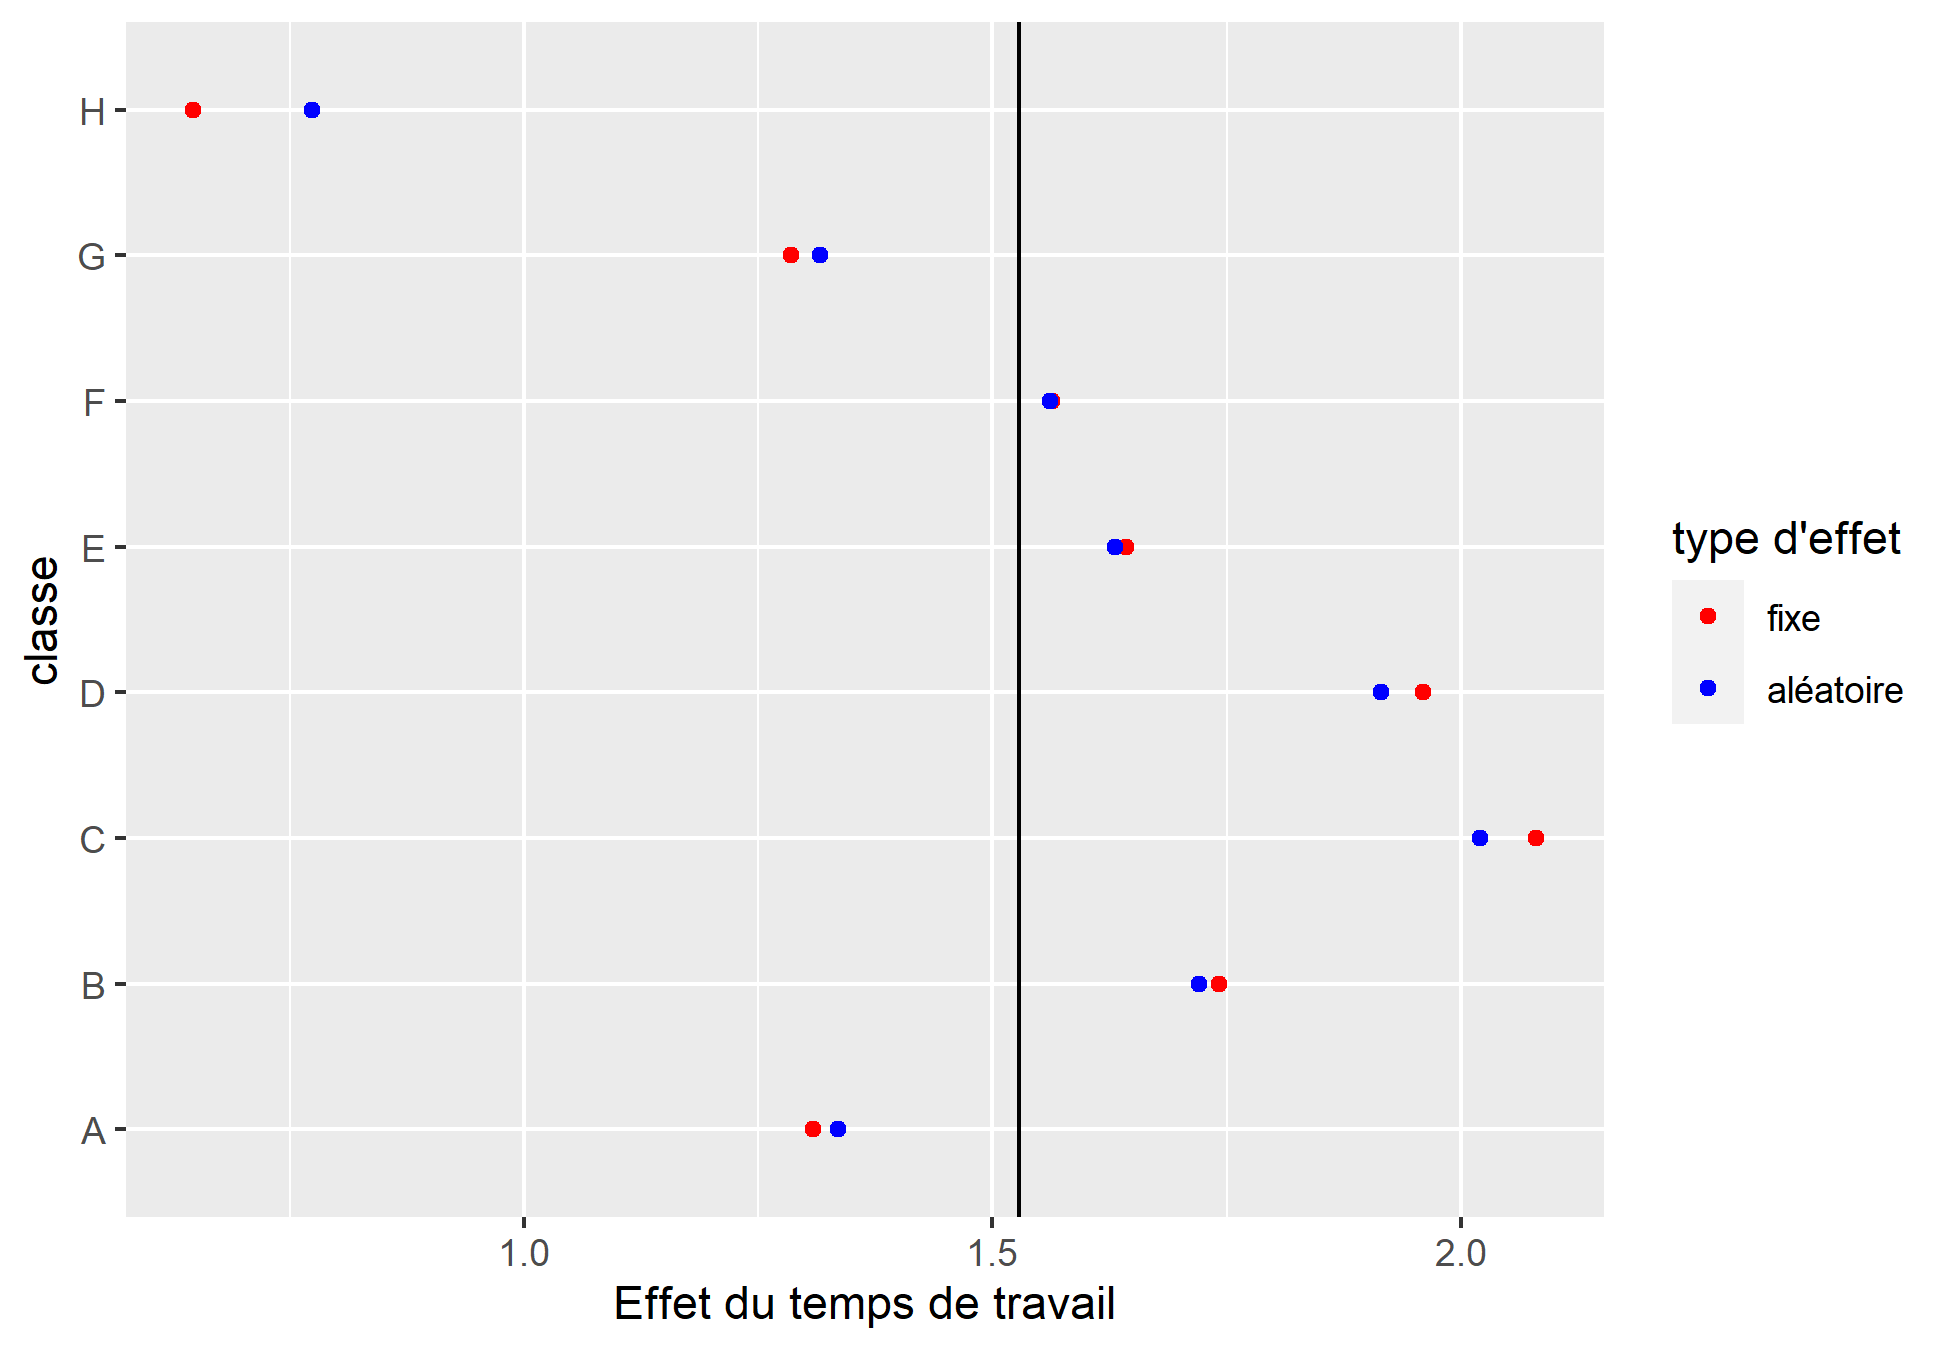 H
G
F
E
D
C
B
A
classe
1.0 1.5 2.0
Effet du temps de travail
type d'effet
fixe
aléatoire